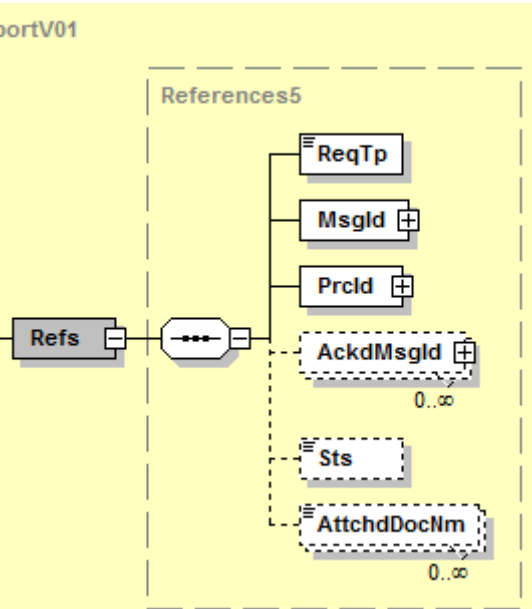 portV01
References5
ReqTp
MsgId
PrcId
Refs
AckdMsgId
0..∞
Sts
AttchdDocNm
0..∞